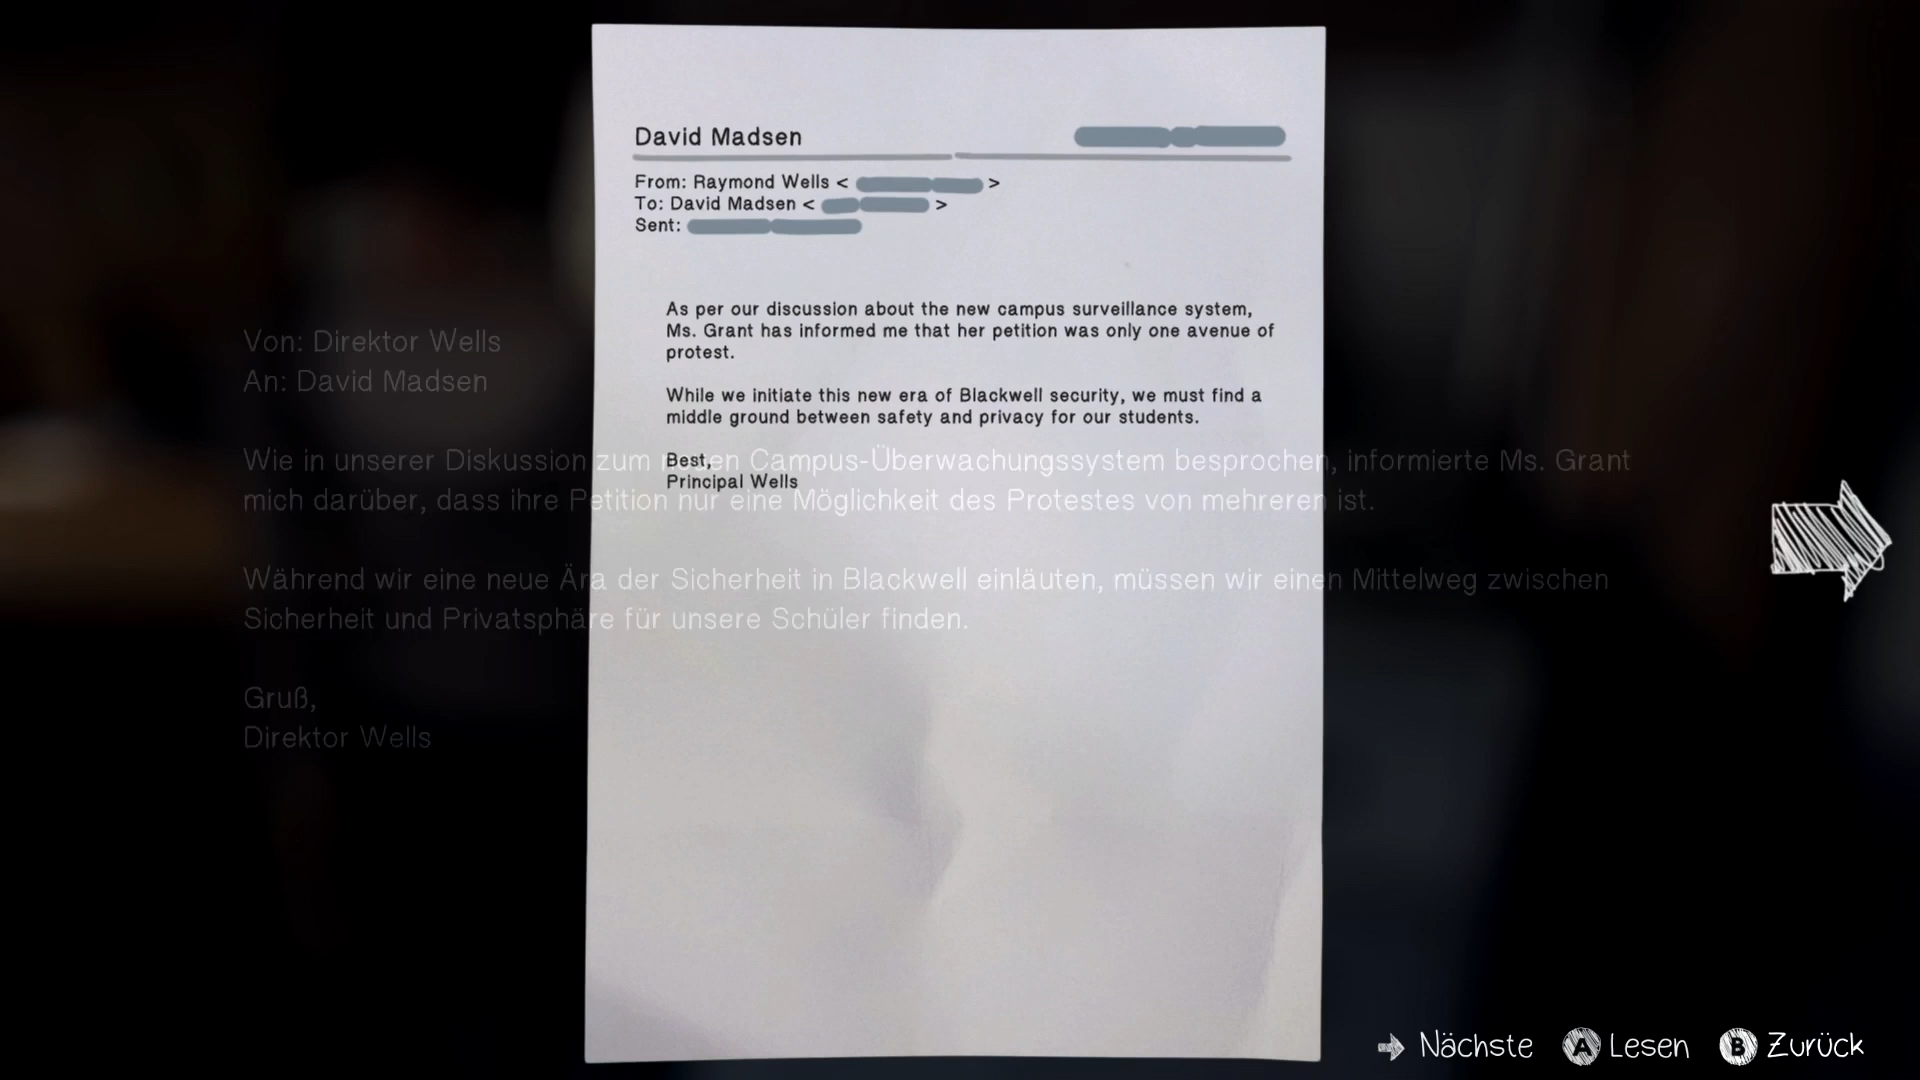 David Madsen
From: Raymond Wells < >
To: David Madsen < >
Sent:
As per our discussion about the new campus surveillance system,
Ms. Grant has informed me that her petition was only one avenue of
protest.
While we initiate this new era of Blackwell security, we must find a
middle ground between safety and privacy for our students.
Best,
Principal Wells
Von: Direktor Wells
An: David Madsen
Wie in unserer Diskussion zum neuen Campus-Überwachungssystem besprochen, informierte Ms. Grant
mich darüber, dass ihre Petition nur eine Möglichkeit des Protestes von mehreren ist.
Während wir eine neue Ära der Sicherheit in Blackwell einläuten, müssen wir einen Mittelweg zwischen
Sicherheit und Privatsphäre für unsere Schüler finden.
Gruß,
Direktor Wells
Nächste
A Lesen
B Zurück